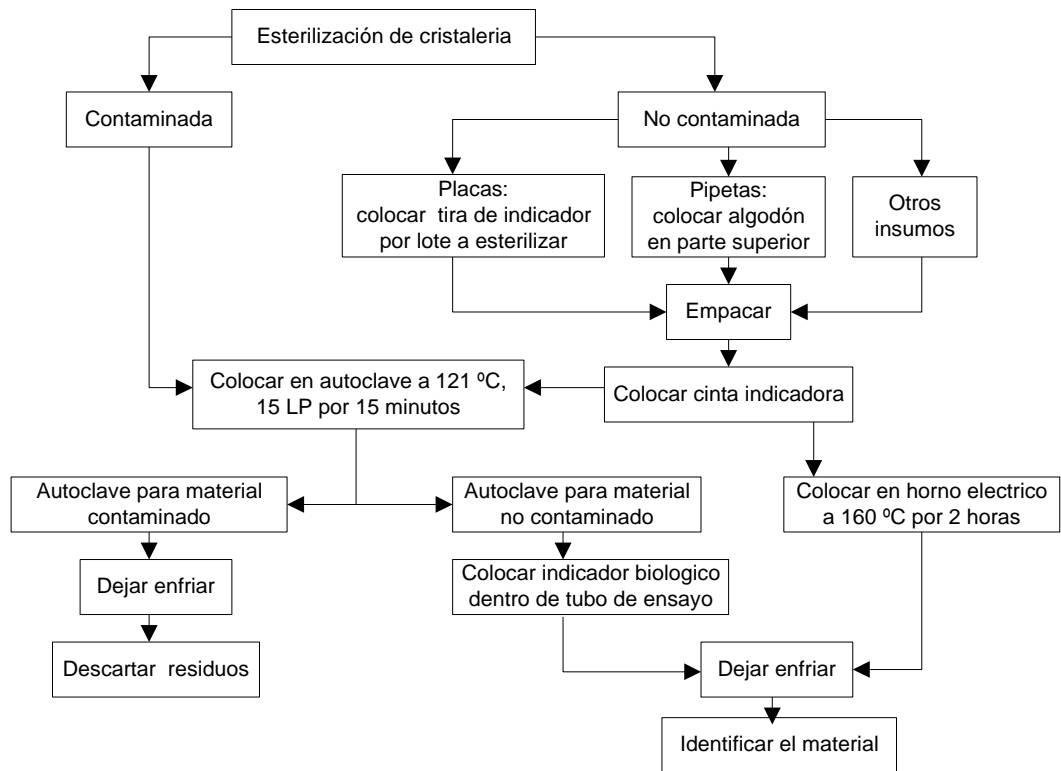 Esterilización de cristaleria
Contaminada
No contaminada
Placas:
colocar tira de indicador
por lote a esterilizar
Pipetas:
colocar algodón
en parte superior
Otros
insumos
Empacar
Colocar en autoclave a 121 ºC,
15 LP por 15 minutos
Colocar cinta indicadora
Autoclave para material
contaminado
Autoclave para material
no contaminado
Colocar en horno electrico
a 160 ºC por 2 horas
Dejar enfriar
Colocar indicador biologico
dentro de tubo de ensayo
Descartar residuos
Dejar enfriar
Identificar el material